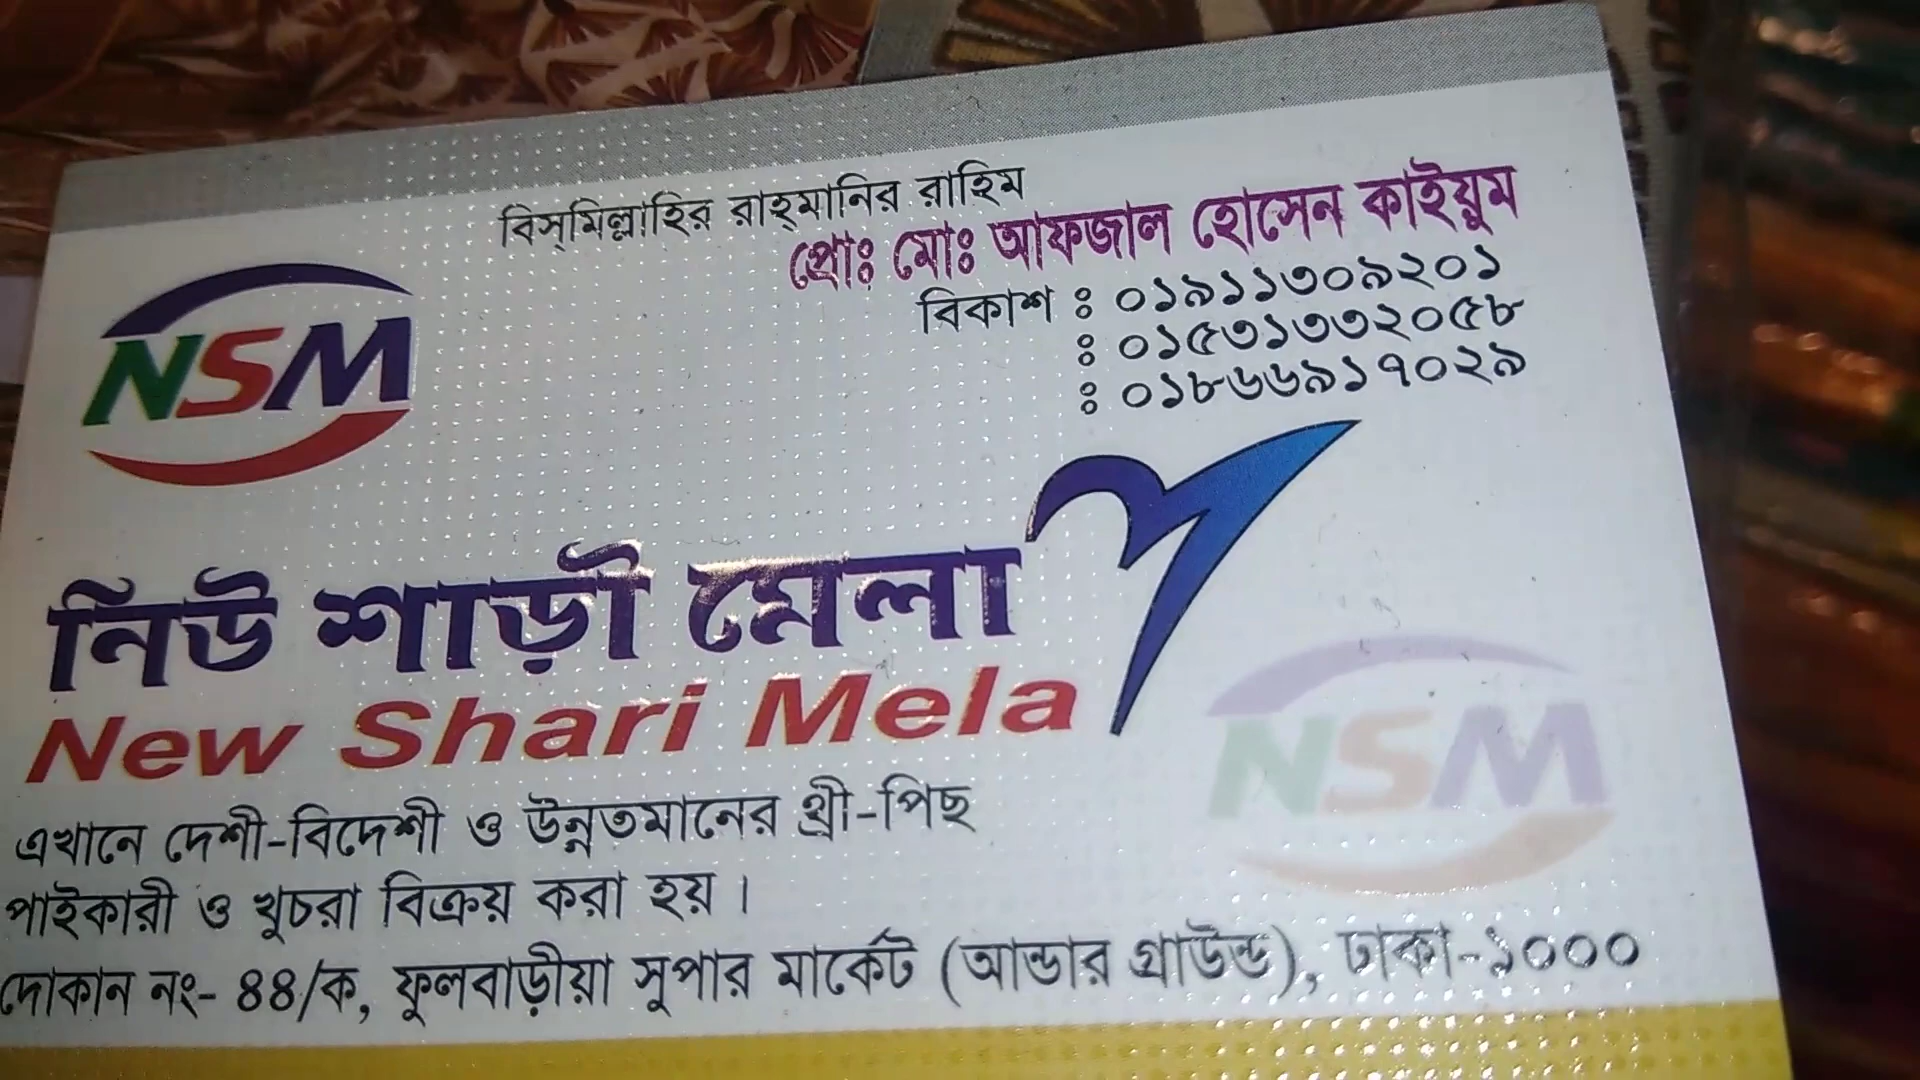 বিস্‌মিল্লাহির রাহ্‌মানির রাহিম
প্রোঃ মোঃ আফজাল হোসেন কাইয়ুম
বিকাশ : ০১৯১১৩০৯২০১
: ০১৫৩১৩৩২০৫৮
: ০১৮৬৬৯১৭০২৯
NSM
নিউ শাড়ী মেলা
New Shari Mela
NSM
এখানে দেশী-বিদেশী ও উন্নতমানের থ্রী-পিছ
পাইকারী ও খুচরা বিক্রয় করা হয়।
দোকান নং- ৪৪/ক, ফুলবাড়ীয়া সুপার মার্কেট (আন্ডার গ্রাউন্ড), ঢাকা-১০০০